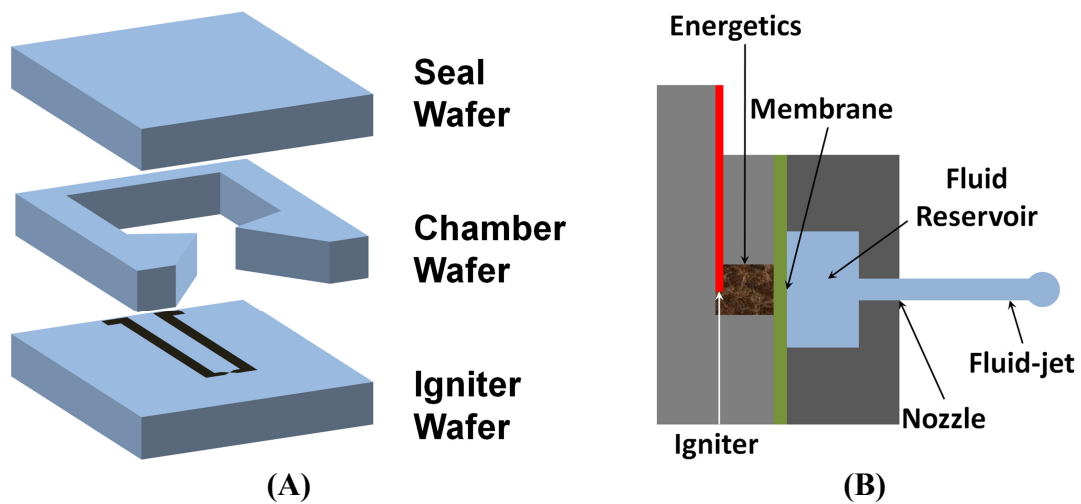 Seal
Wafer
Chamber
Wafer
Igniter
Wafer
(A)
Energetics
Membrane
Fluid
Reservoir
Fluid-jet
Nozzle
Igniter
(B)